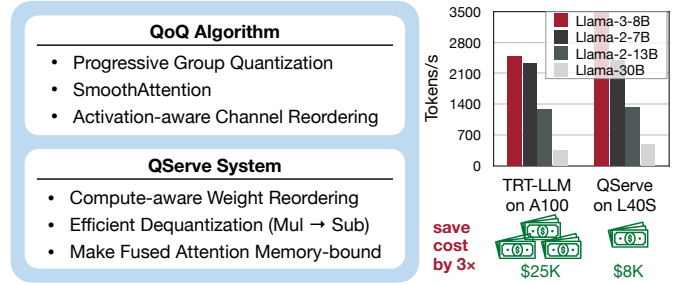 QoQ Algorithm
• Progressive Group Quantization
• SmoothAttention
• Activation-aware Channel Reordering
QServe System
• Compute-aware Weight Reordering
• Efficient Dequantization (Mul → Sub)
• Make Fused Attention Memory-bound
Tokens/s
3500
2800
2100
1400
700
0
Llama-3-8B
Llama-2-7B
Llama-2-13B
Llama-30B
TRT-LLM
on A100
QServe
on L40S
save
cost
by 3×
$25K
$8K